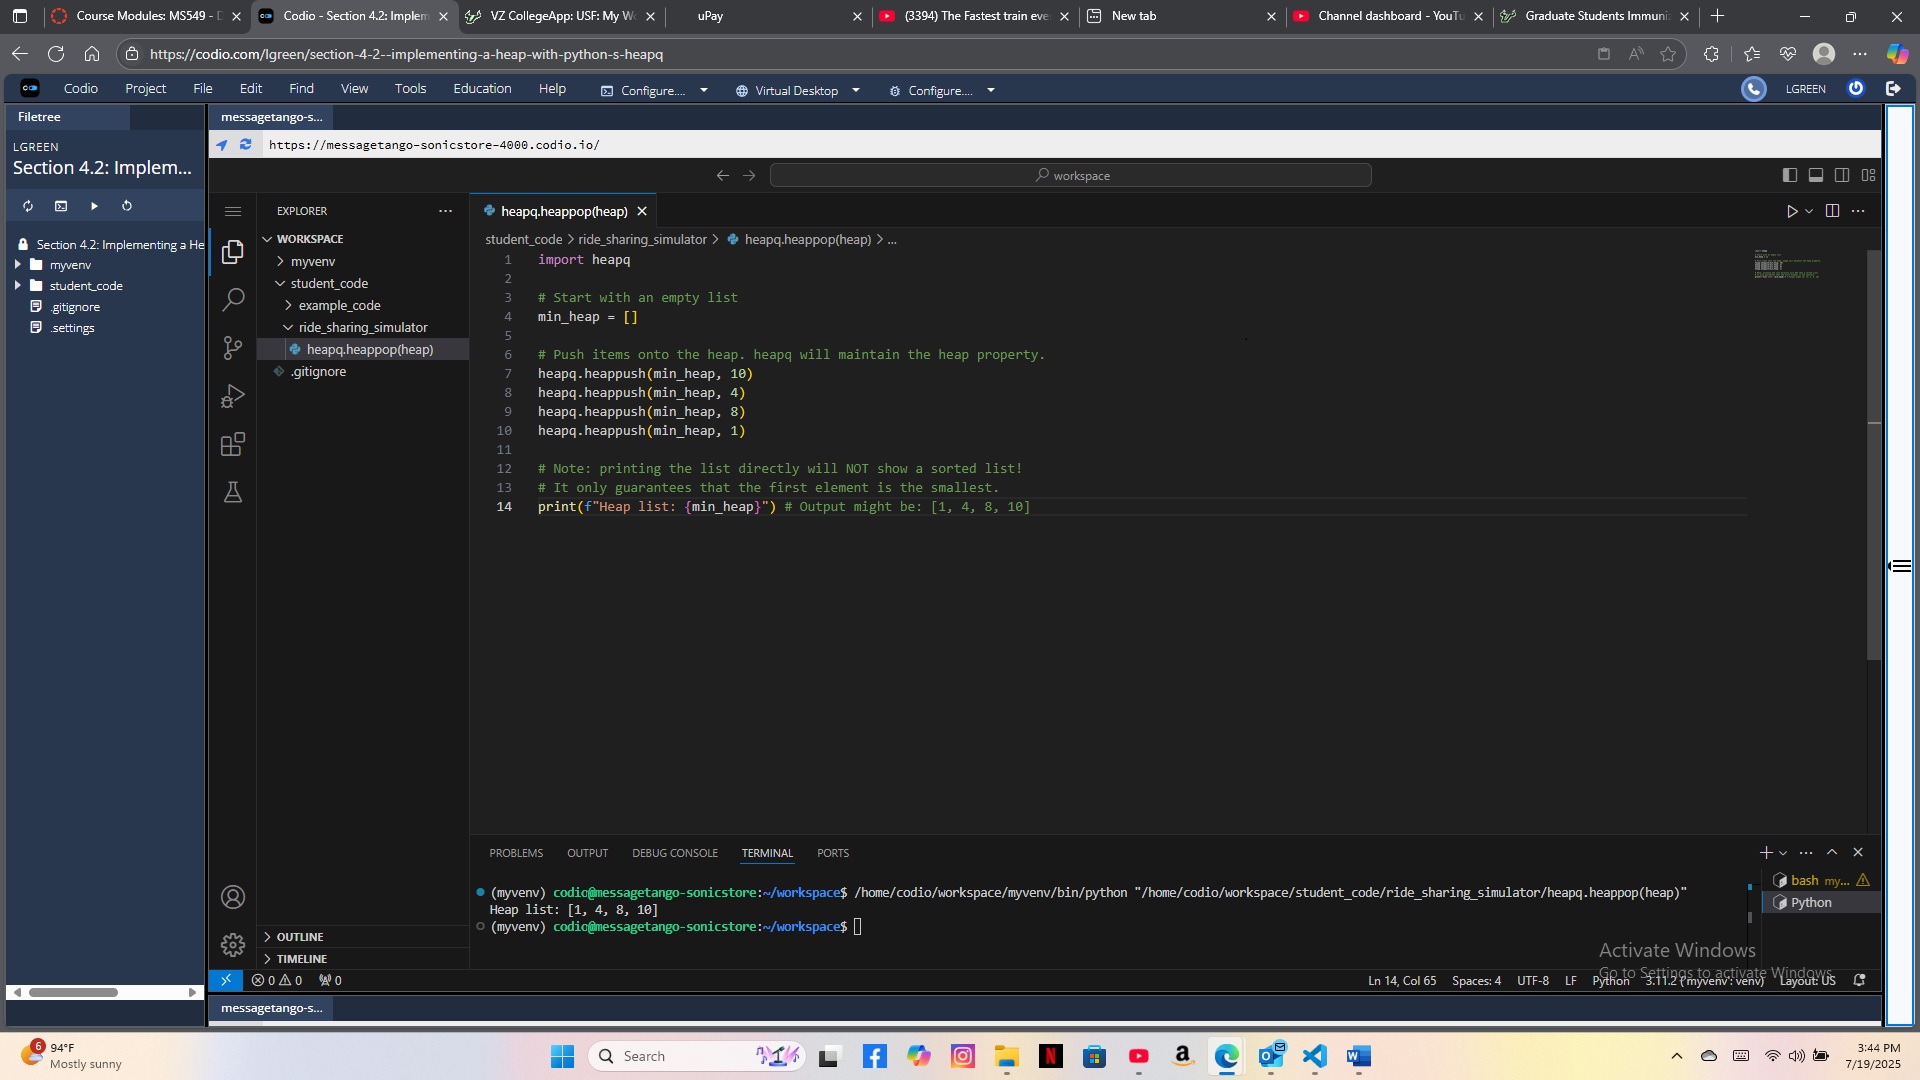 Course Modules: MS549 - D
Codio - Section 4.2: Implem
VZ CollegeApp: USF: My W
uPay
(3394) The Fastest train eve
New tab
Channel dashboard - YouTu
Graduate Students Immuniz
https://codio.com/lgreen/section-4-2--implementing-a-heap-with-python-s-heapq
Codio
Project
File
Edit
Find
View
Tools
Education
Help
Configure....
Virtual Desktop
Configure....
LGREEN
Filetree
messagetango-s...
LGREEN
Section 4.2: Implem...
https://messagetango-sonicstore-4000.codio.io/
workspace
Section 4.2: Implementing a He
myvenv
student_code
.gitignore
.settings
EXPLORER
WORKSPACE
myvenv
student_code
example_code
ride_sharing_simulator
heapq.heappop(heap)
.gitignore
OUTLINE
TIMELINE
heapq.heappop(heap)
student_code > ride_sharing_simulator > heapq.heappop(heap) > ...
1 import heapq
2
3 # Start with an empty list
4 min_heap = []
5
6 # Push items onto the heap. heapq will maintain the heap property.
7 heapq.heappush(min_heap, 10)
8 heapq.heappush(min_heap, 4)
9 heapq.heappush(min_heap, 8)
10 heapq.heappush(min_heap, 1)
11
12 # Note: printing the list directly will NOT show a sorted list!
13 # It only guarantees that the first element is the smallest.
14 print(f"Heap list: {min_heap}") # Output might be: [1, 4, 8, 10]
PROBLEMS
OUTPUT
DEBUG CONSOLE
TERMINAL
PORTS
(myvenv) codio@messagetango-sonicstore:~/workspace$ /home/codio/workspace/myvenv/bin/python "/home/codio/workspace/student_code/ride_sharing_simulator/heapq.heappop(heap)"
Heap list: [1, 4, 8, 10]
(myvenv) codio@messagetango-sonicstore:~/workspace$
bash my...
Python
Activate Windows
Go to Settings to activate Windows.
0 0 0
Ln 14, Col 65
Spaces: 4
UTF-8
LF
Python
3.11.2 ('myvenv': venv)
Layout: US
messagetango-s...
6
94°F
Mostly sunny
Search
3:44 PM
7/19/2025